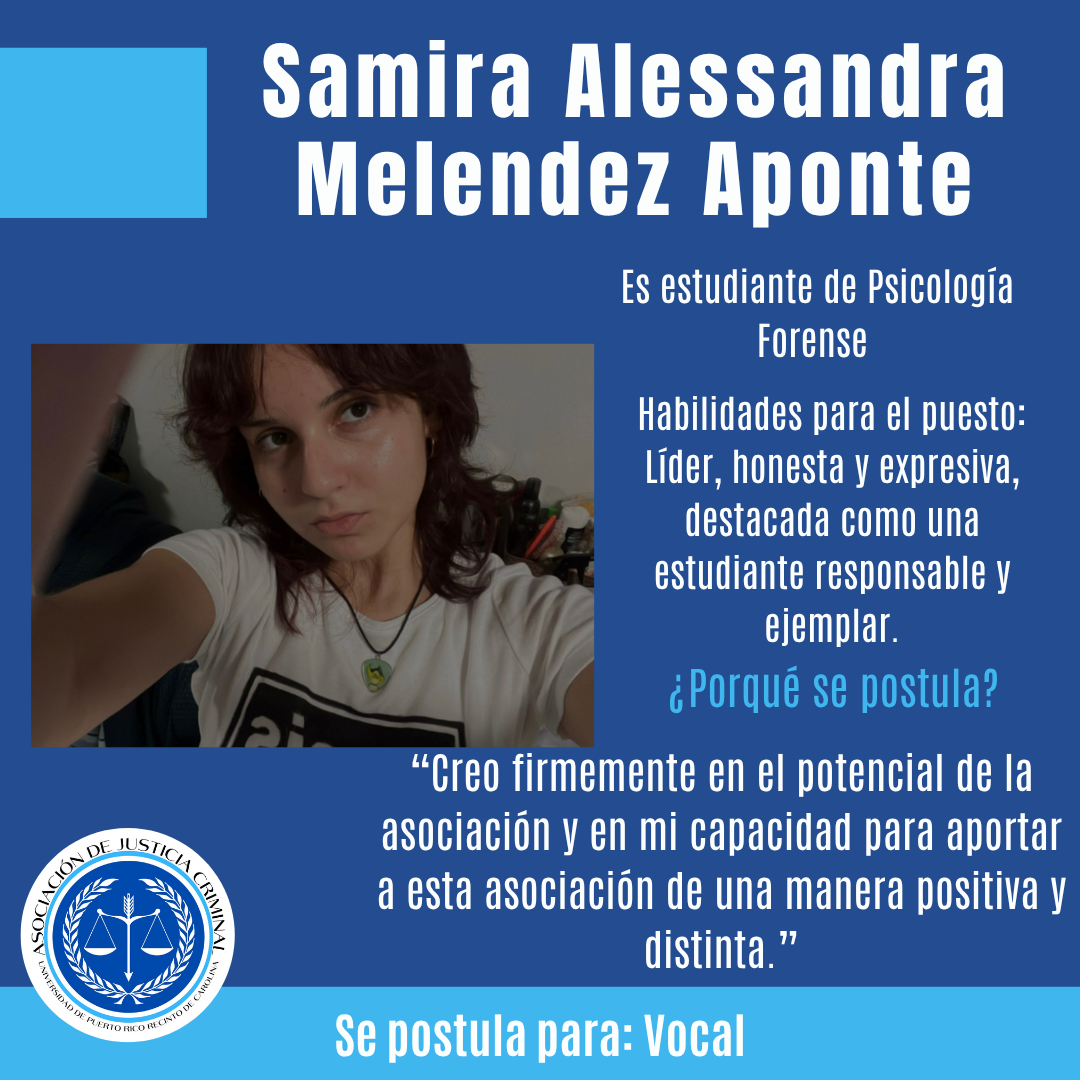 Samira Alessandra
Melendez Aponte
Es estudiante de Psicología
Forense
Habilidades para el puesto:
Líder, honesta y expresiva,
destacada como una
estudiante responsable y
ejemplar.
¿Porqué se postula?
“Creo firmemente en el potencial de la
asociación y en mi capacidad para aportar
a esta asociación de una manera positiva y
distinta.”
ASOCIACIÓN DE JUSTICIA CRIMINAL
UNIVERSIDAD DE PUERTO RICO RECINTO DE CAROLINA
Se postula para: Vocal